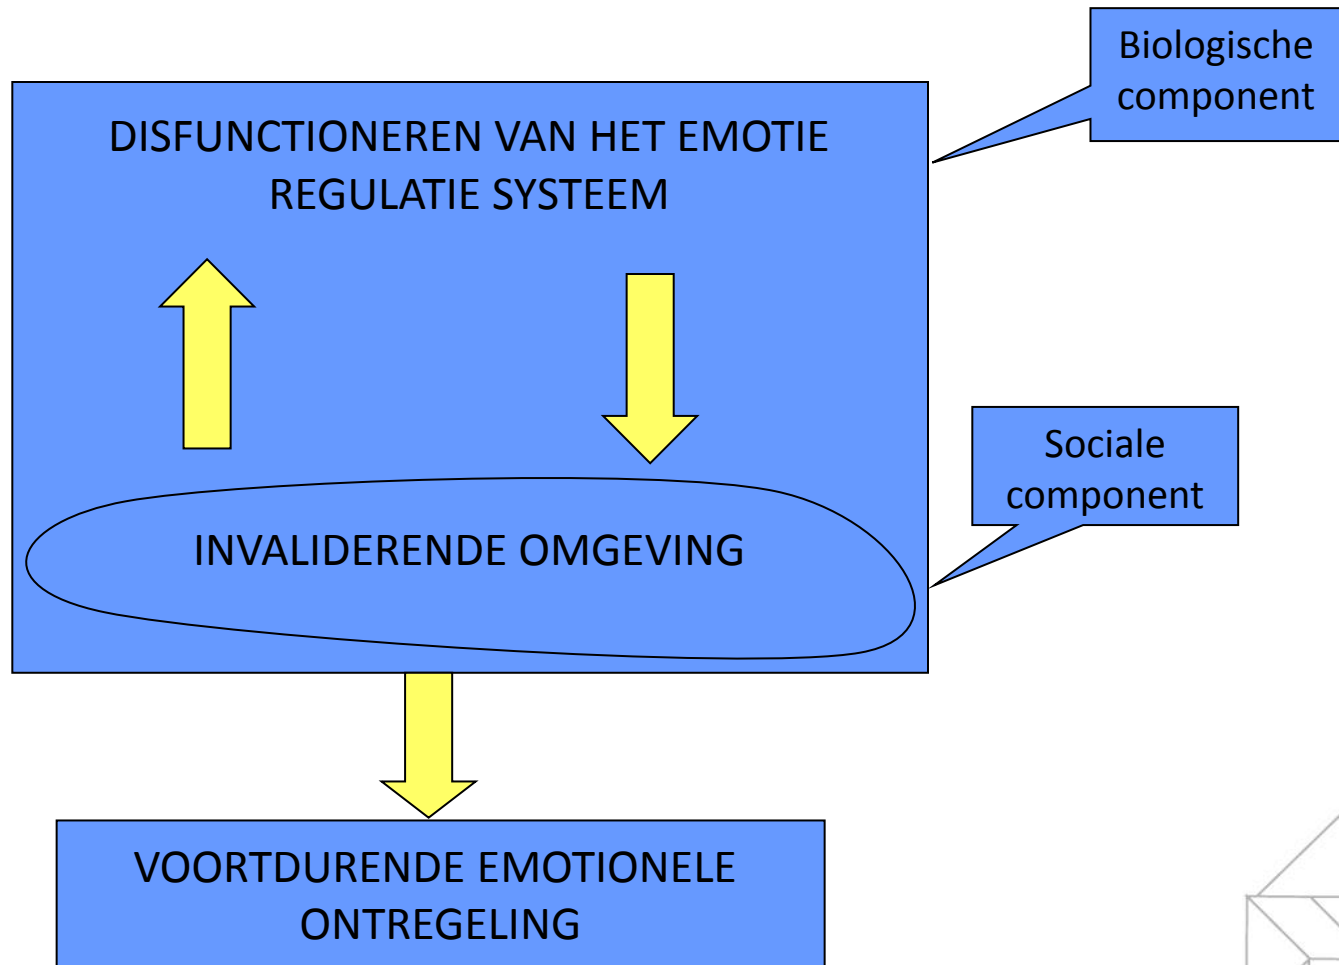 Biologische
component
DISFUNCTIONEREN VAN HET EMOTIE
REGULATIE SYSTEEM
Sociale
component
INVALIDERENDE OMGEVING
VOORTDURENDE EMOTIONELE
ONTREGELING